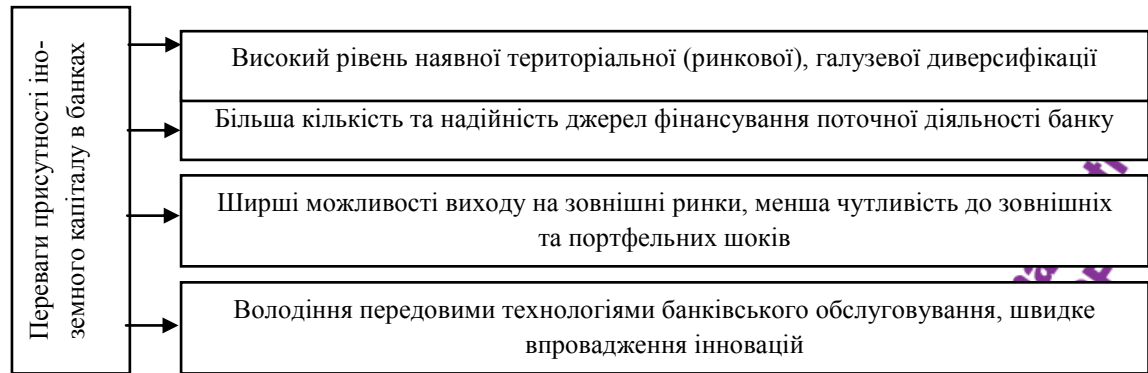 Переваги присутності іно-
земного капіталу в банках
Високий рівень наявної територіальної (ринкової), галузевої диверсифікації
Більша кількість та надійність джерел фінансування поточної діяльності банку
Ширші можливості виходу на зовнішні ринки, менша чутливість до зовнішніх
та портфельних шоків
Володіння передовими технологіями банківського обслуговування, швидке
впровадження інновацій